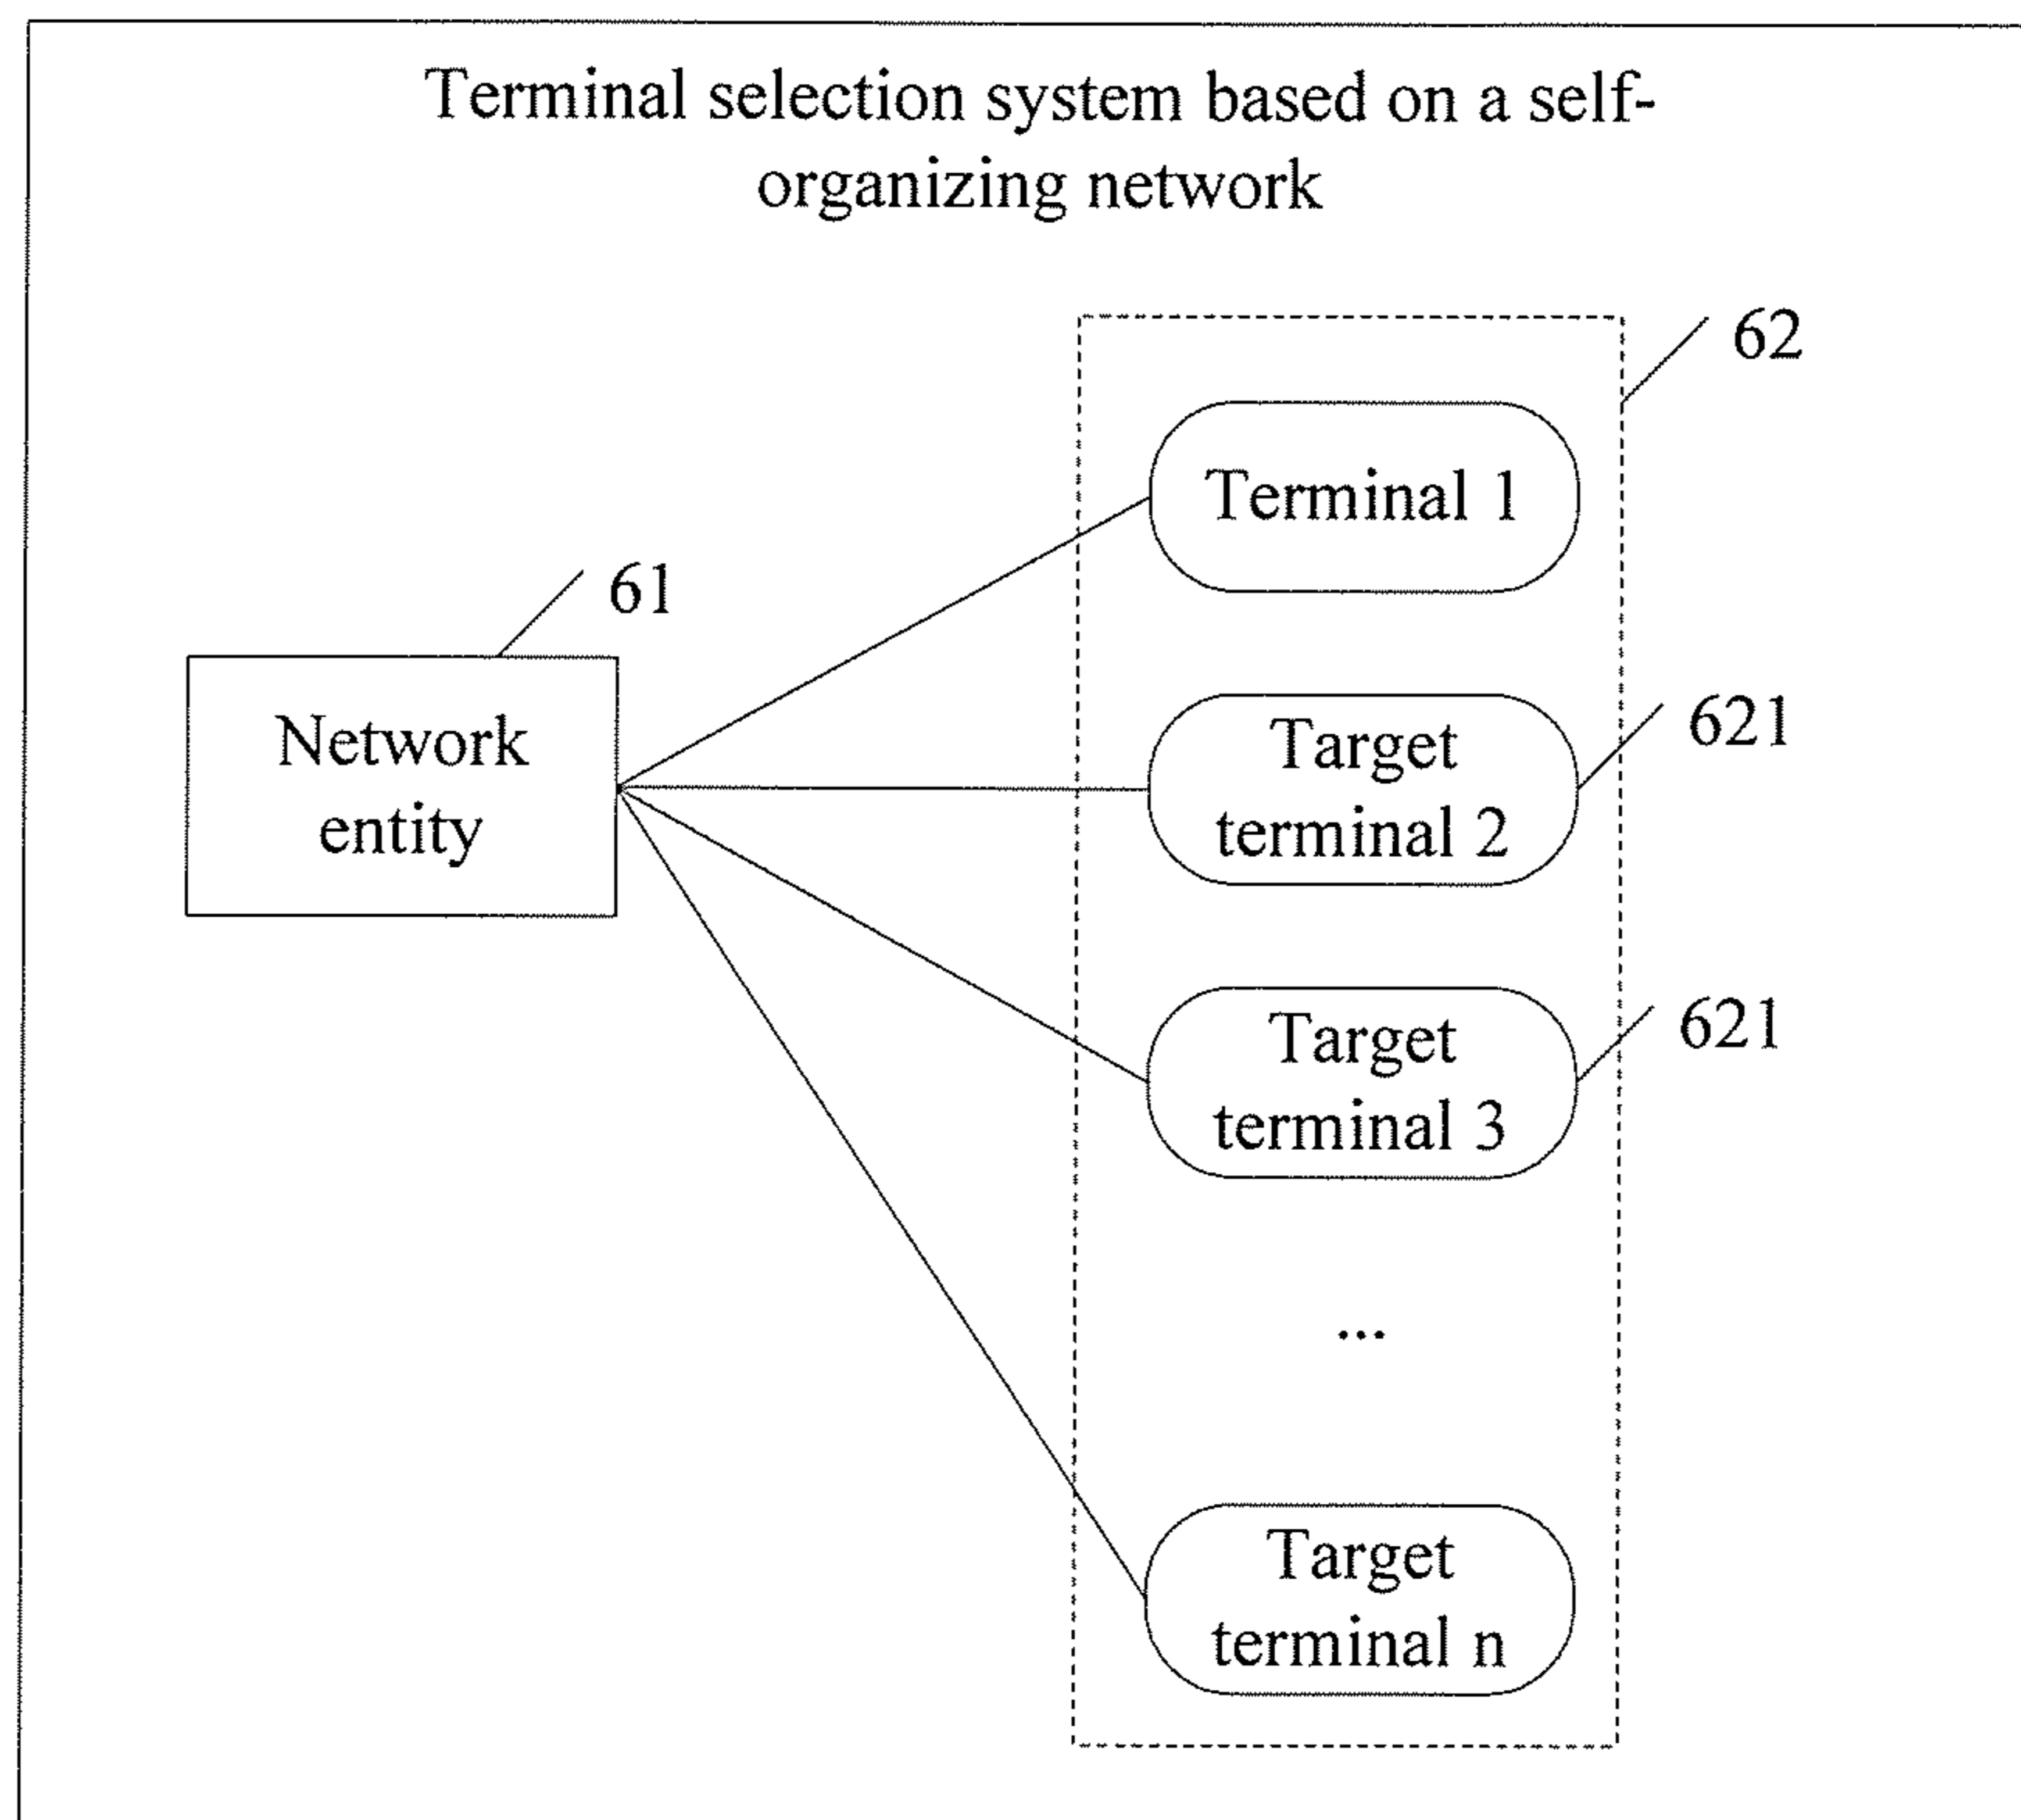 Terminal selection system based on a self-
organizing network
62
Terminal 1
61
Network
entity
621
Target
terminal 2
621
Target
terminal 3
...
Target
terminal n